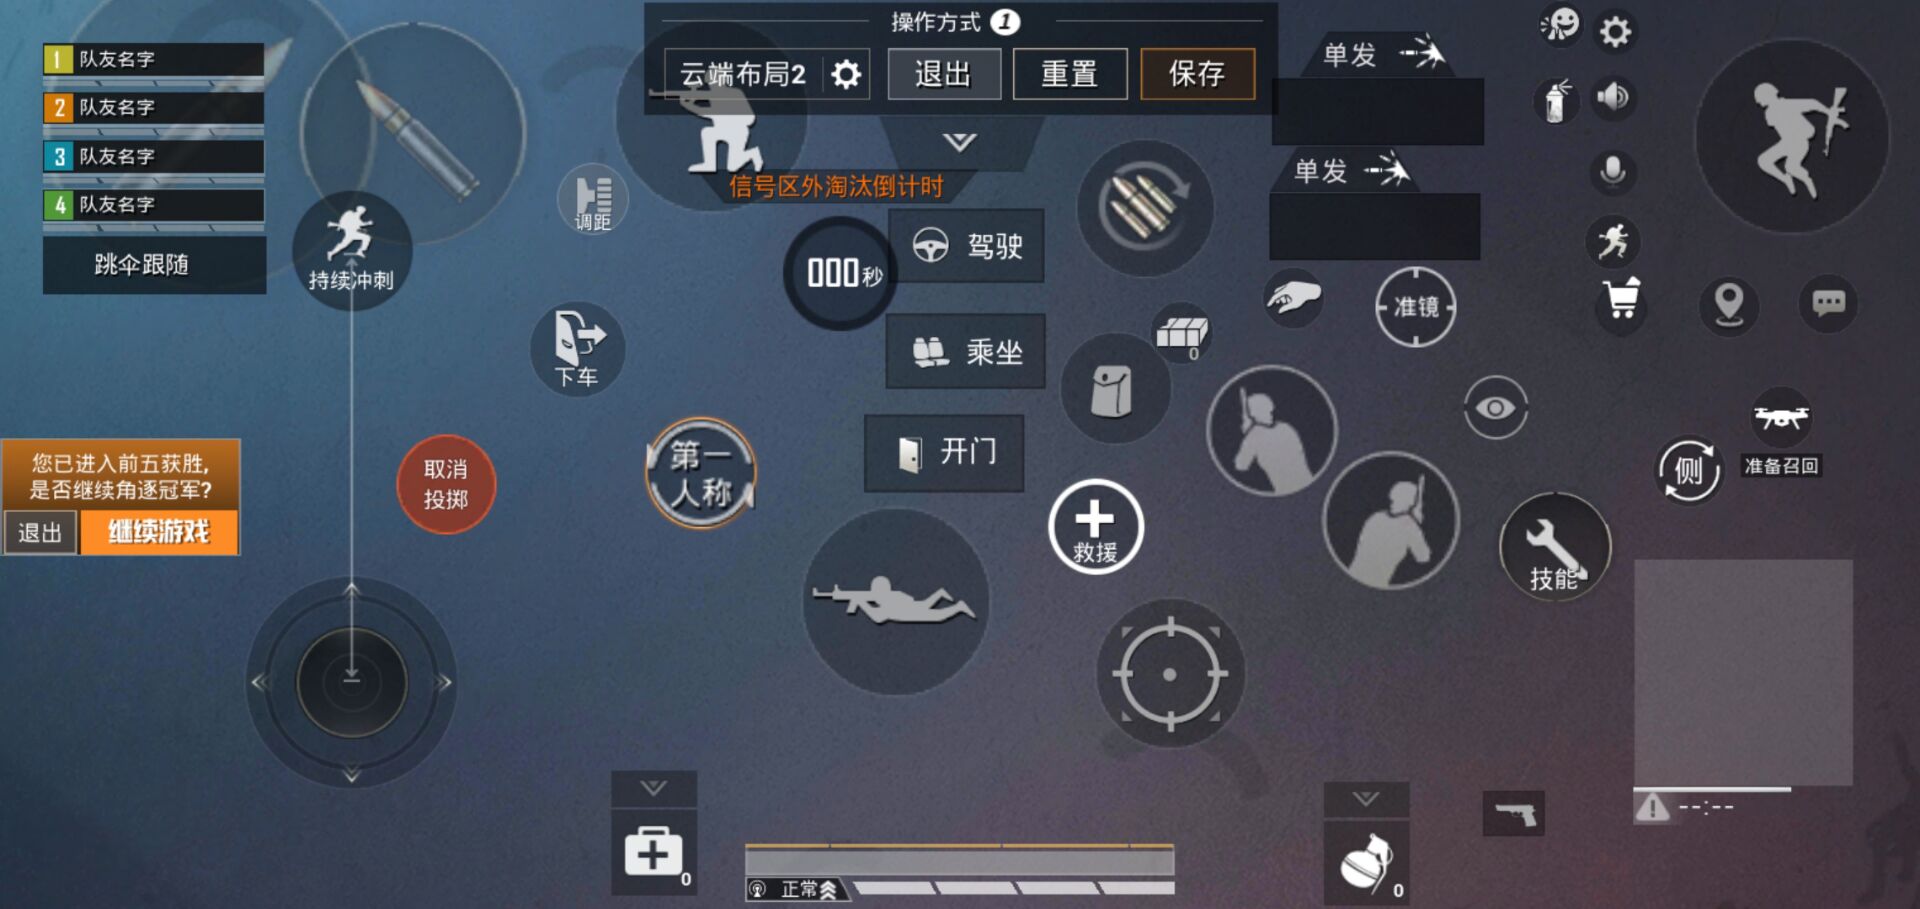 操作方式 1
云端布局2
退出
重置
保存
1 队友名字
2 队友名字
3 队友名字
4 队友名字
跳伞跟随
您已进入前五获胜,
是否继续角逐冠军?
退出
继续游戏
持续冲刺
取消
投掷
下车
调距
第一
人称
信号区外淘汰倒计时
000秒
驾驶
乘坐
开门
救援
0
单发
单发
准镜
技能
侧
准备召回
0
正常
0
--:--